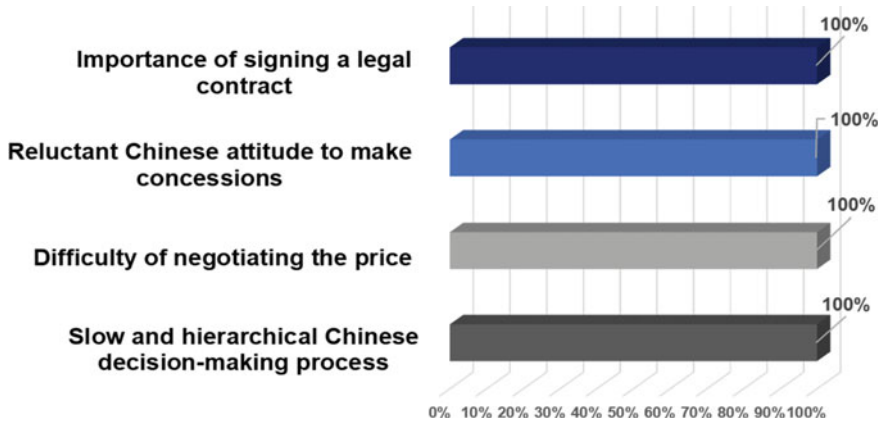 100%
Importance of signing a legal
contract
100%
Reluctant Chinese attitude to make
concessions
100%
Difficulty of negotiating the price
100%
Slow and hierarchical Chinese
decision-making process
0% 10% 20% 30% 40% 50% 60% 70% 80% 90% 100%